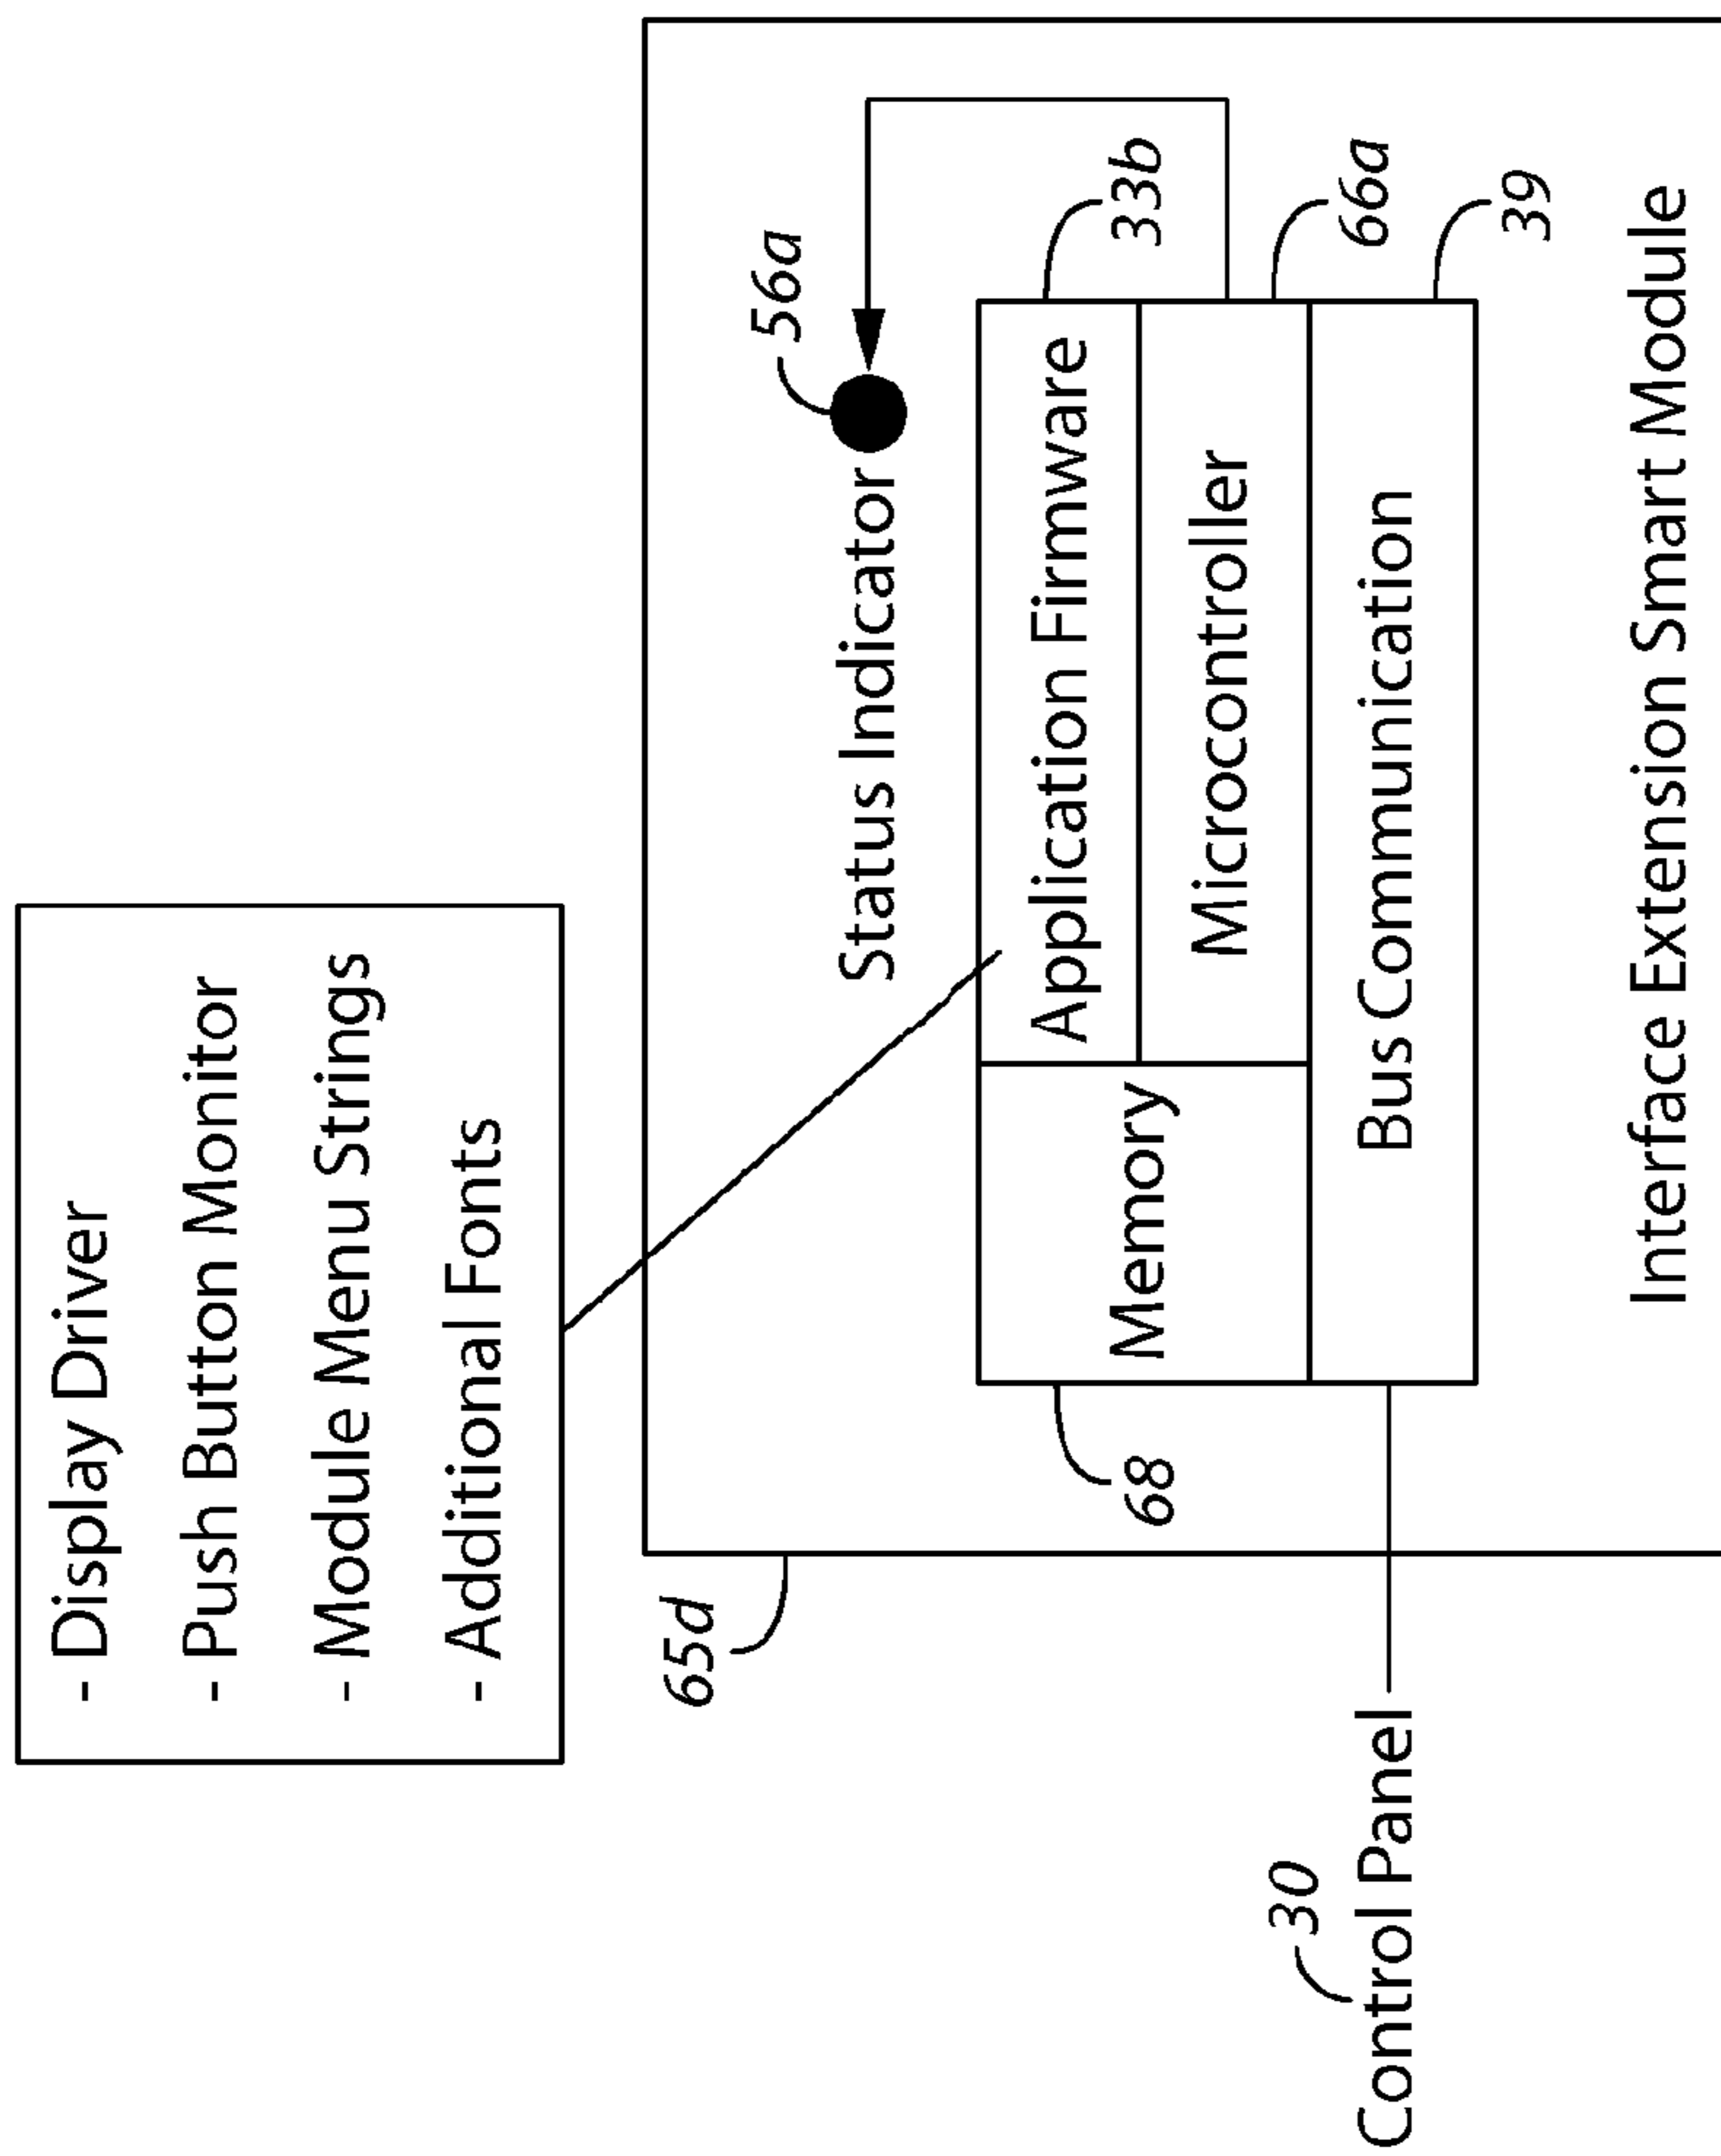 - Display Driver
- Push Button Monitor
- Module Menu Strings
- Additional Fonts
65d
56a
Status Indicator
33b
Application Firmware
Memory
68
Microcontroller
66a
30
Control Panel
Bus Communication
39
Interface Extension Smart Module